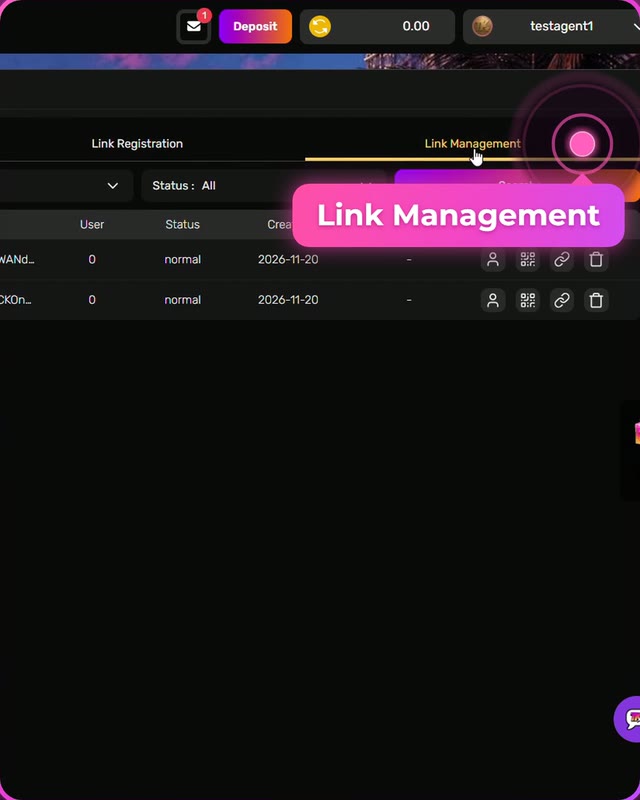 1
Deposit
0.00
testagent1
Link Registration
Link Management
Status : All
Link Management
User
Status
0
normal
2026-11-20
-
0
normal
2026-11-20
-